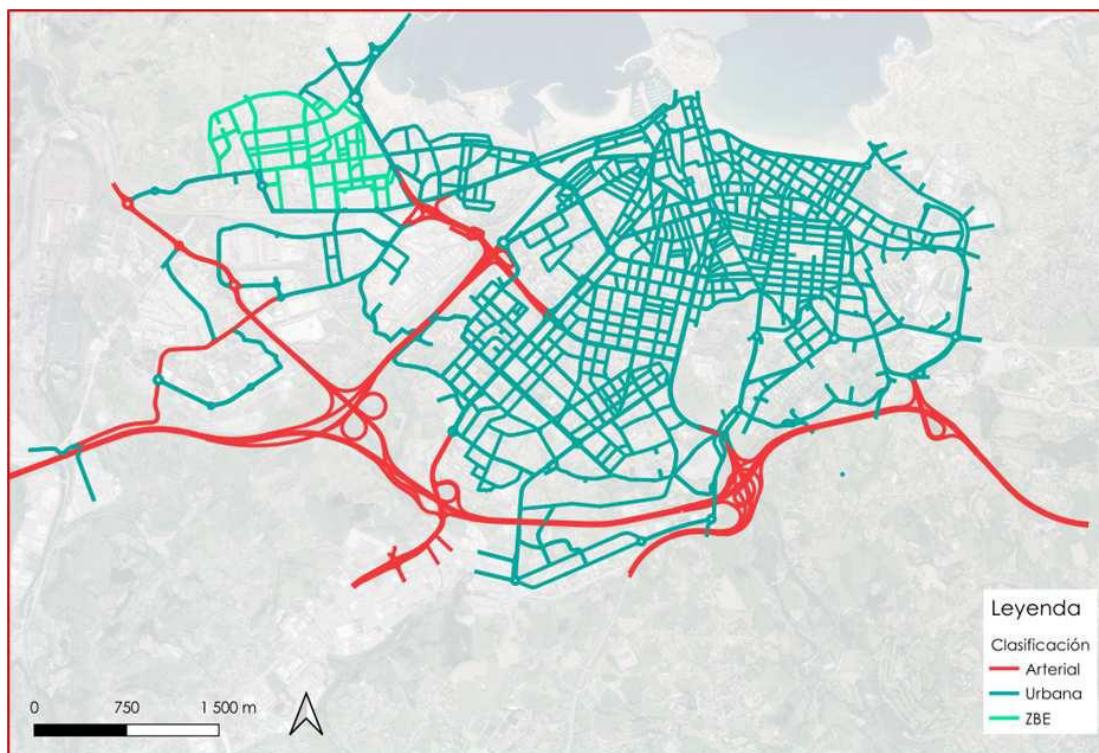 Leyenda
Clasificación
Arterial
Urbana
ZBE
0 750 1 500 m